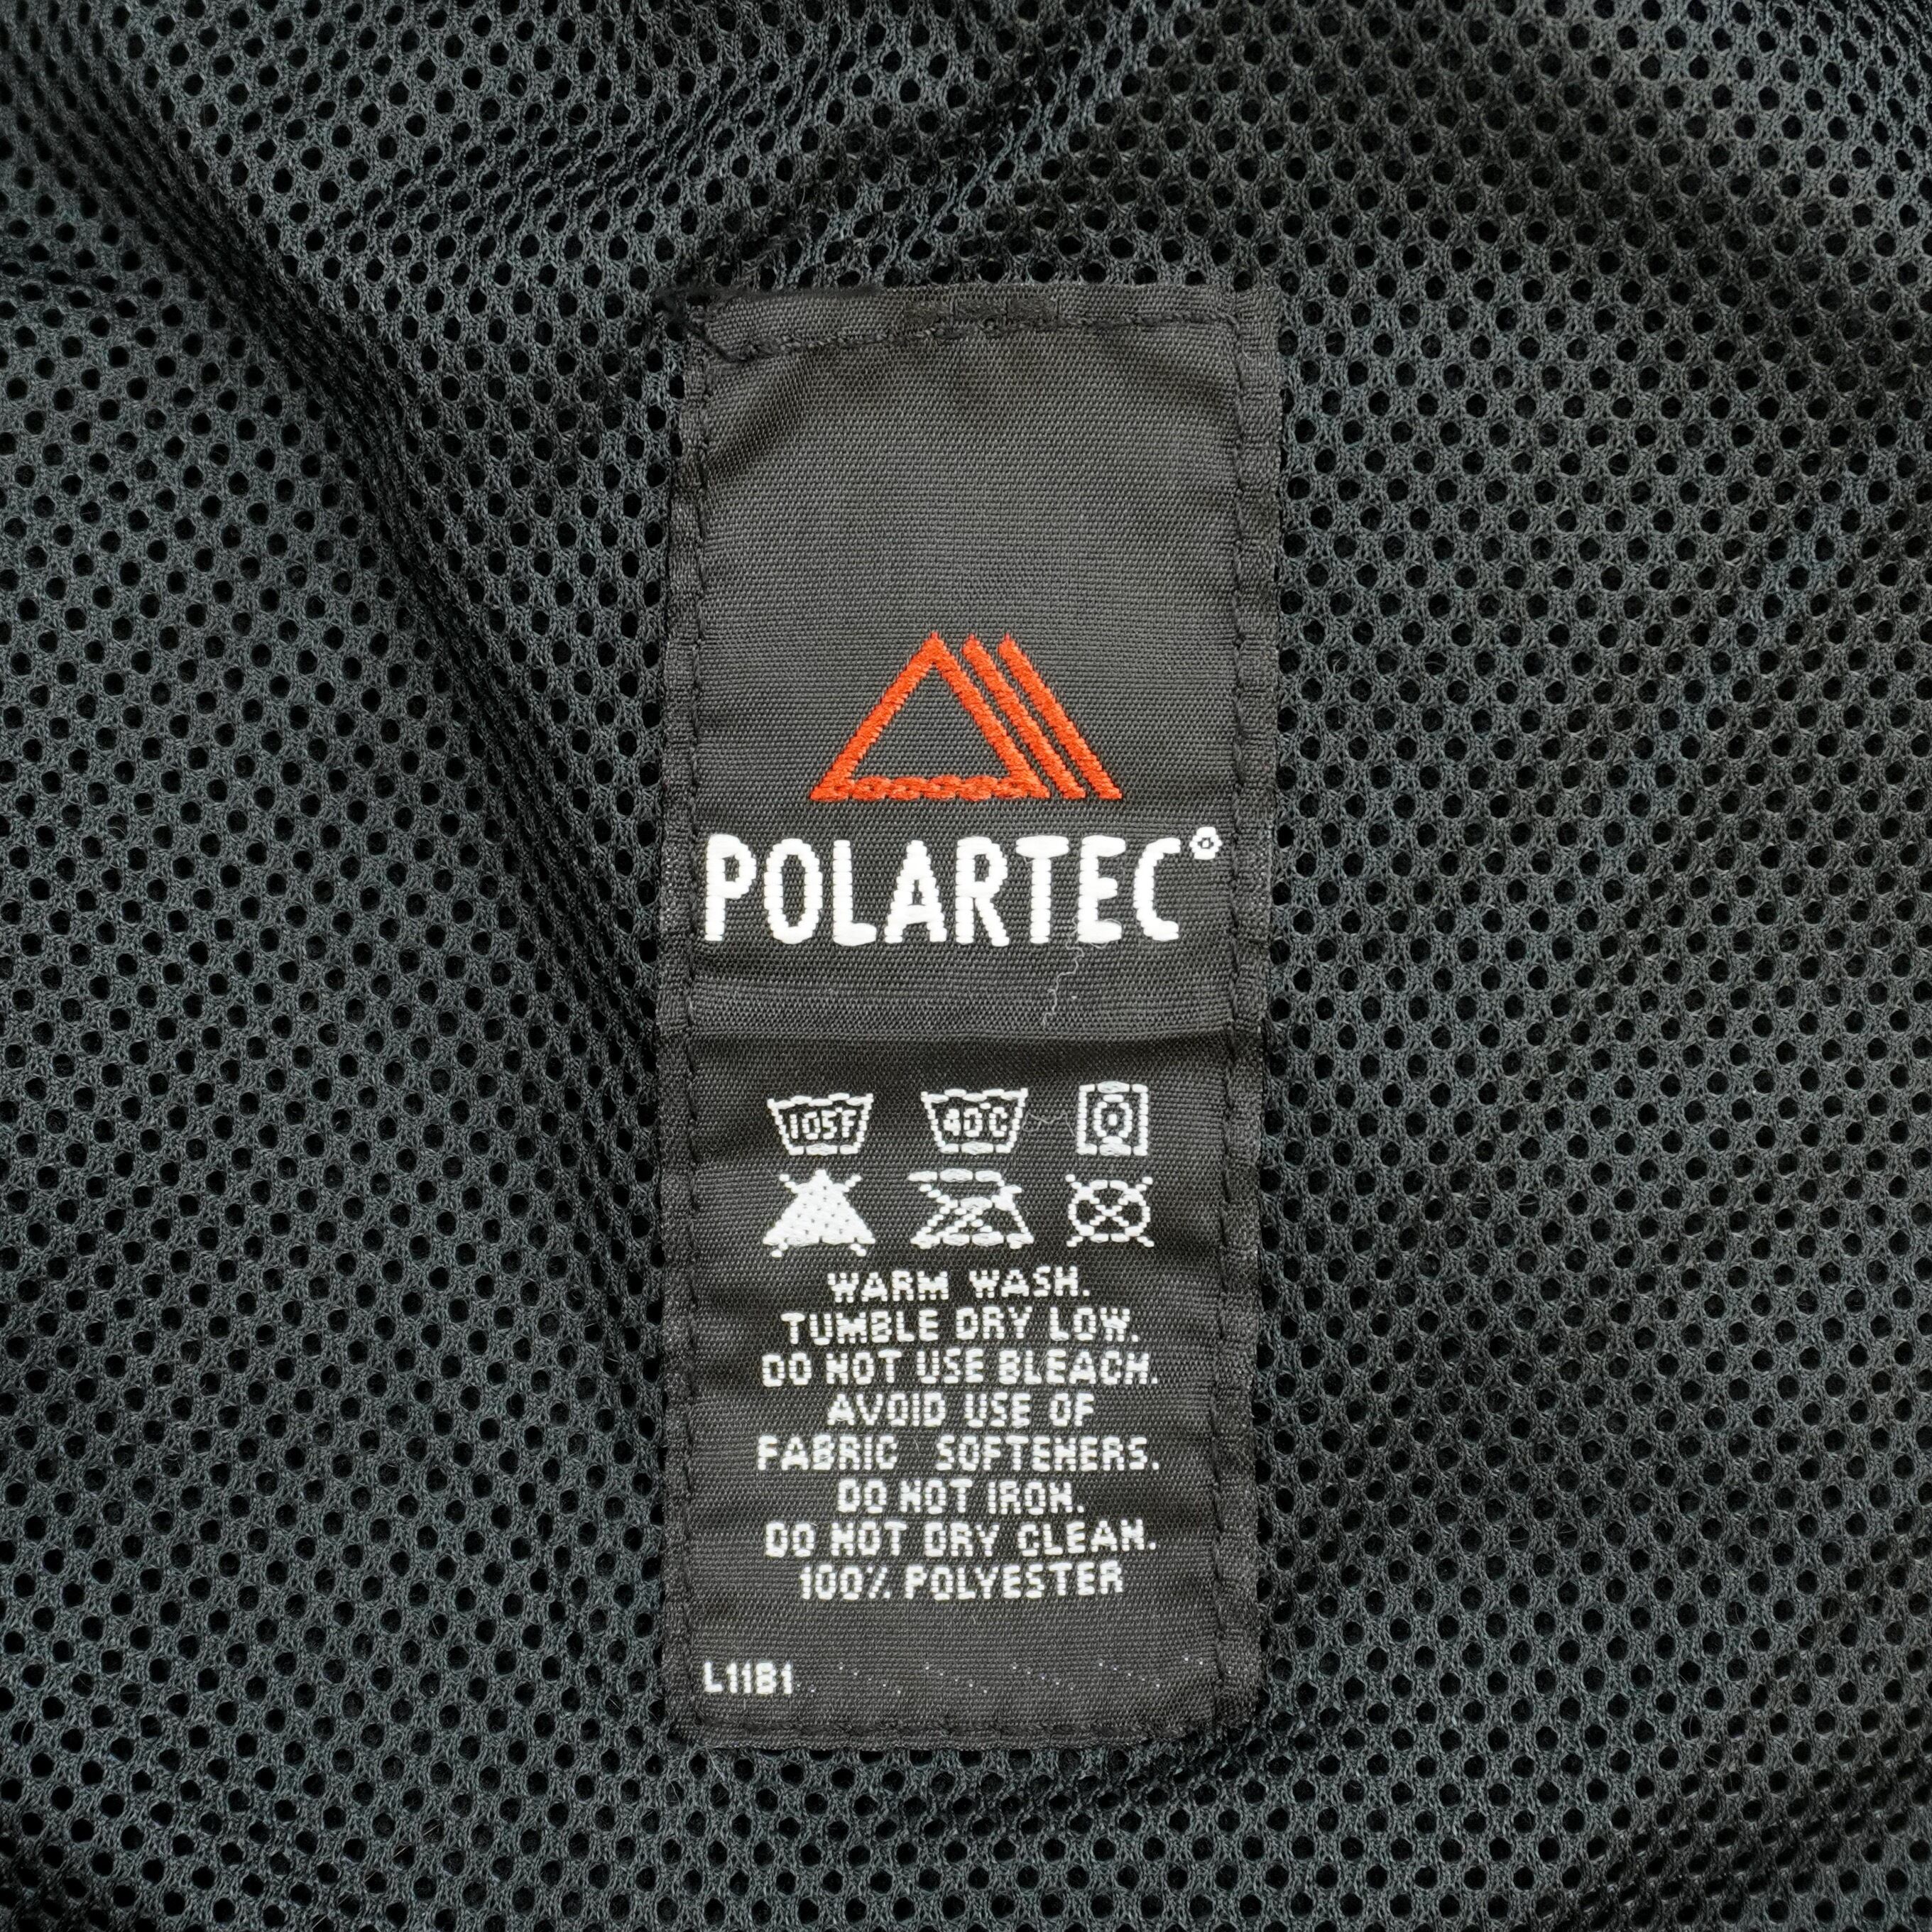 POLARTEC®
105F 40°C
WARM WASH.
TUMBLE DRY LOW.
DO NOT USE BLEACH.
AVOID USE OF
FABRIC SOFTENERS.
DO NOT IRON.
DO NOT DRY CLEAN.
100% POLYESTER
L11B1